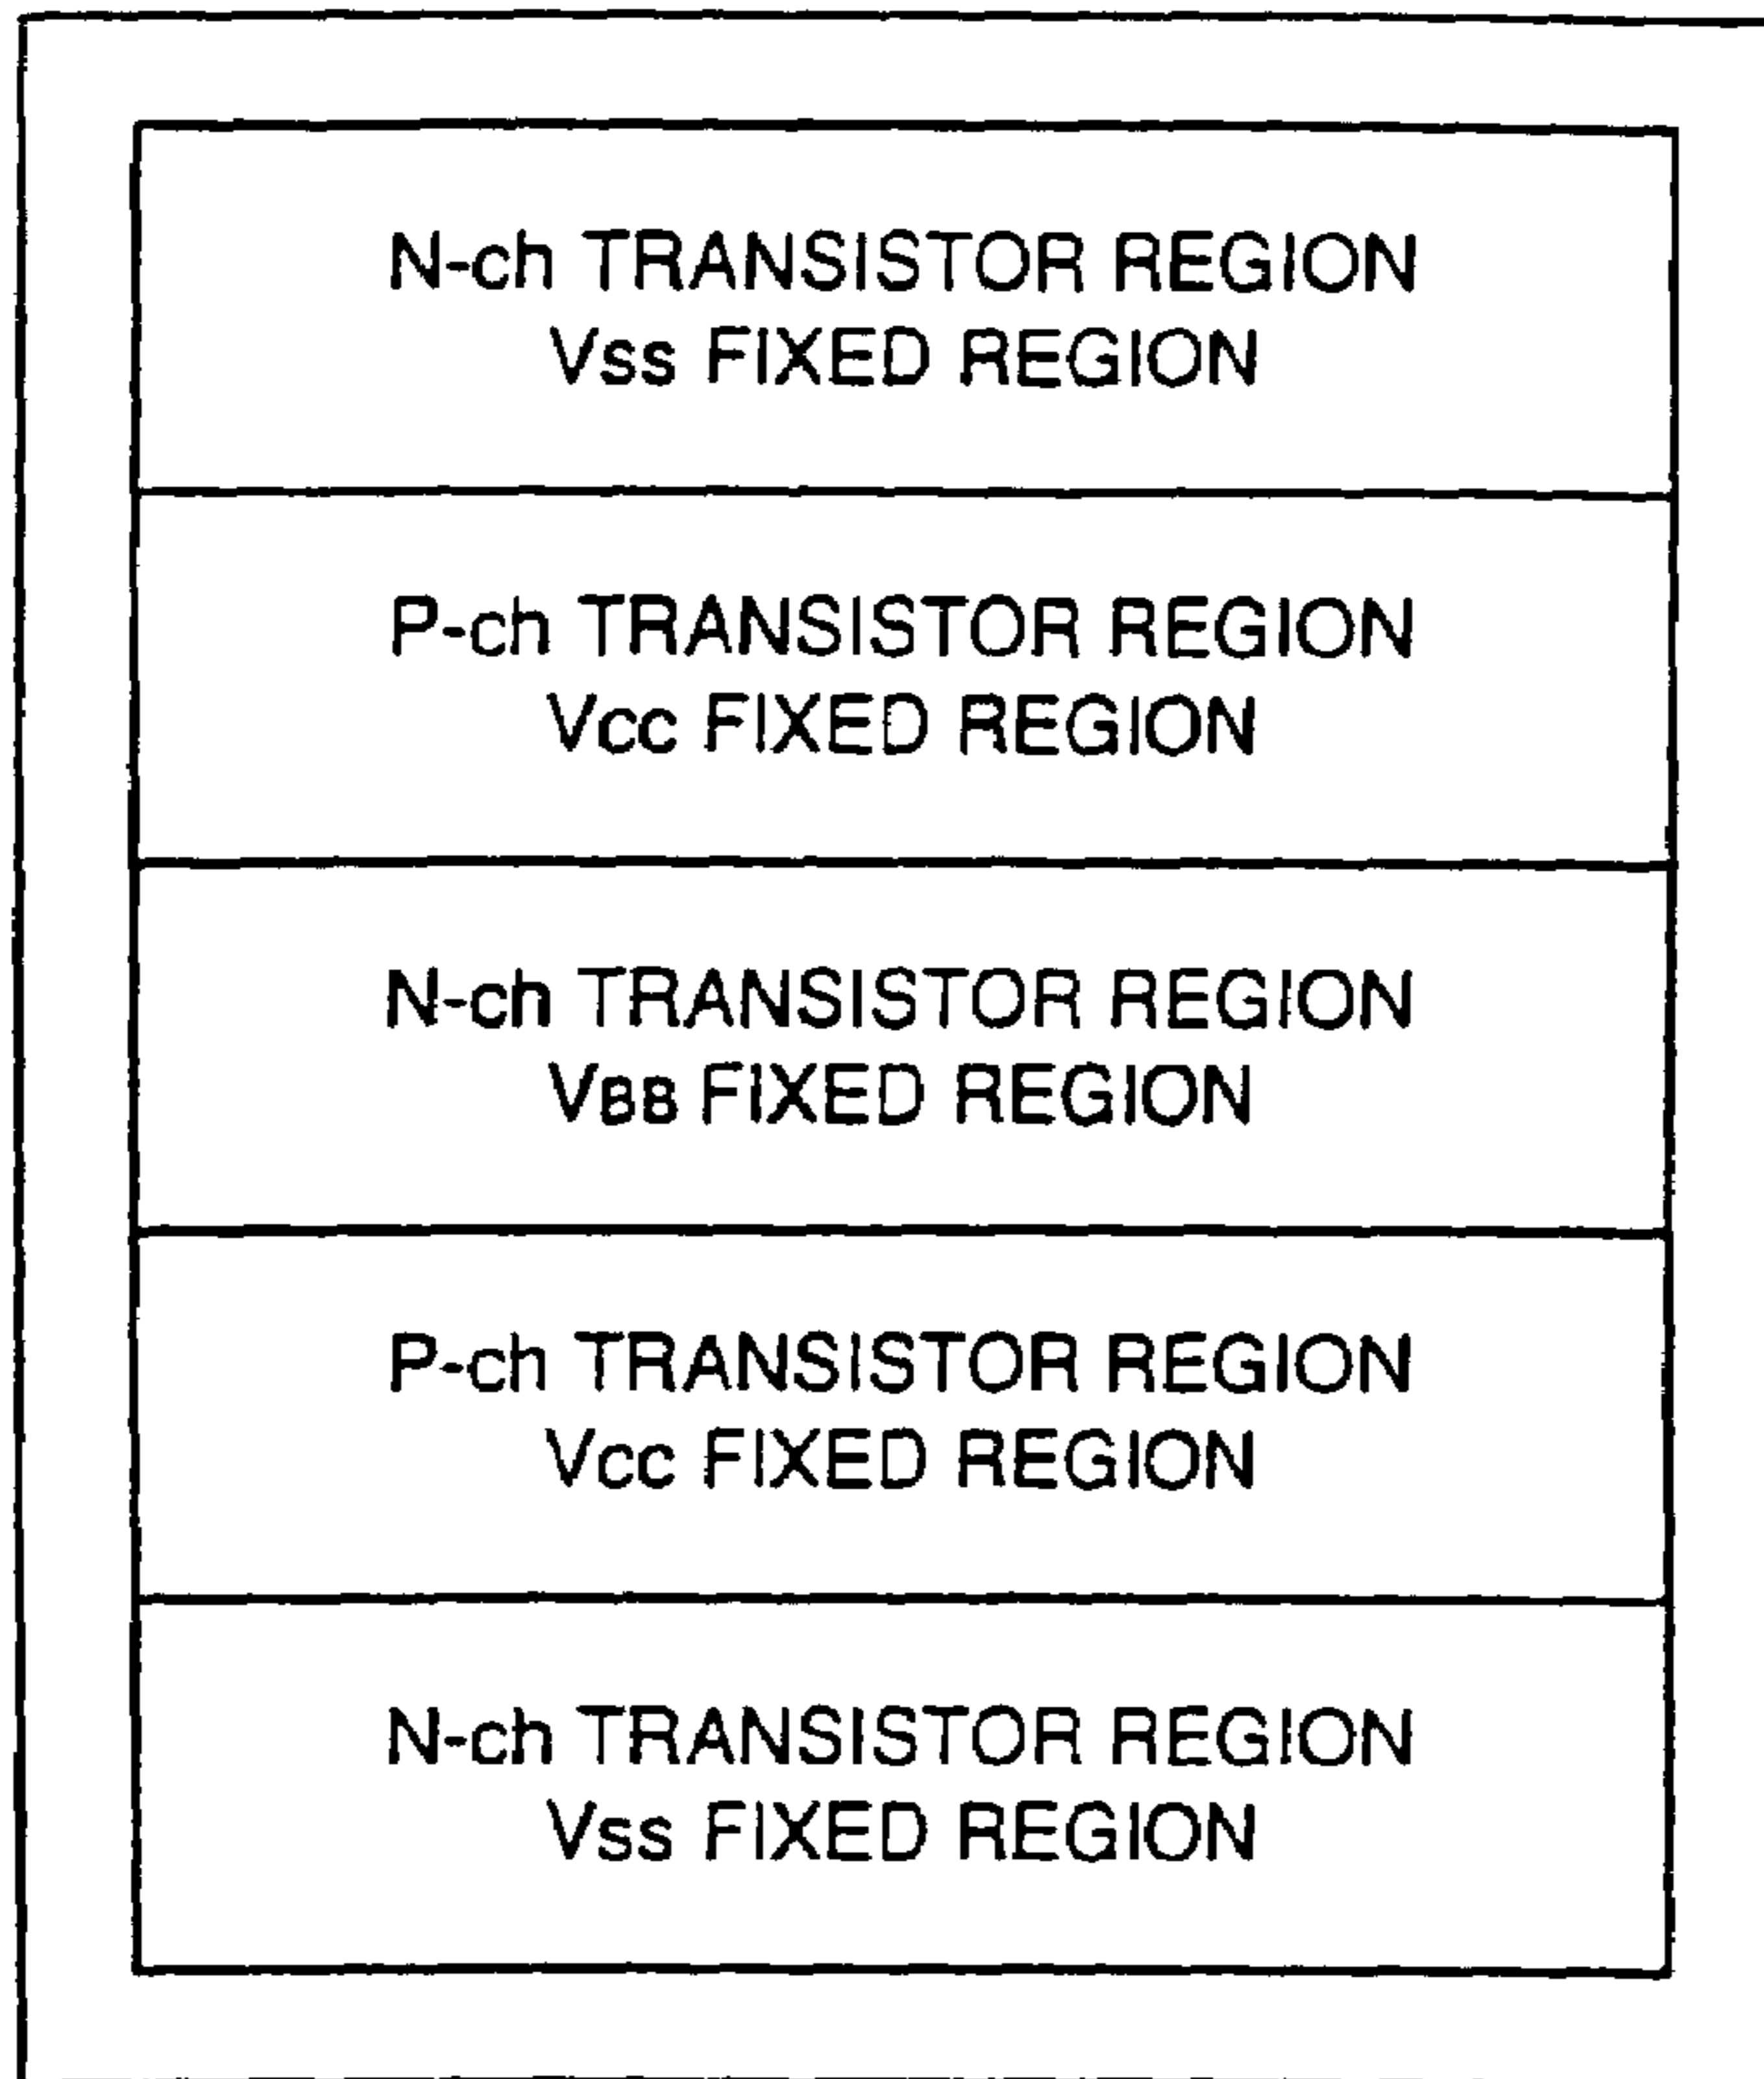 N-ch TRANSISTOR REGION
Vss FIXED REGION
P-ch TRANSISTOR REGION
Vcc FIXED REGION
N-ch TRANSISTOR REGION
VBB FIXED REGION
P-ch TRANSISTOR REGION
Vcc FIXED REGION
N-ch TRANSISTOR REGION
Vss FIXED REGION